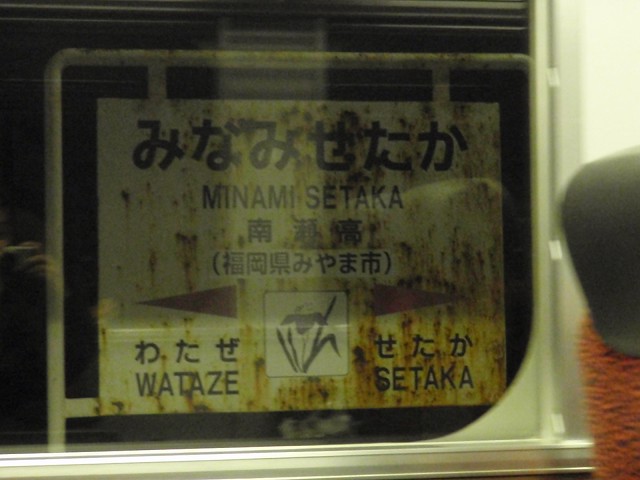 みなみせたか
MINAMI SETAKA
南瀬高
(福岡県みやま市)
わたぜ せたか
WATAZE SETAKA